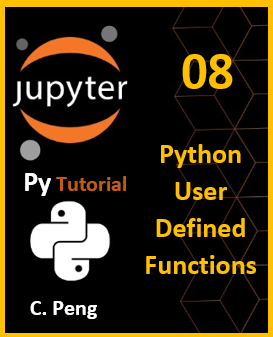 jupyter
Py Tutorial
C. Peng
08
Python
User
Defined
Functions